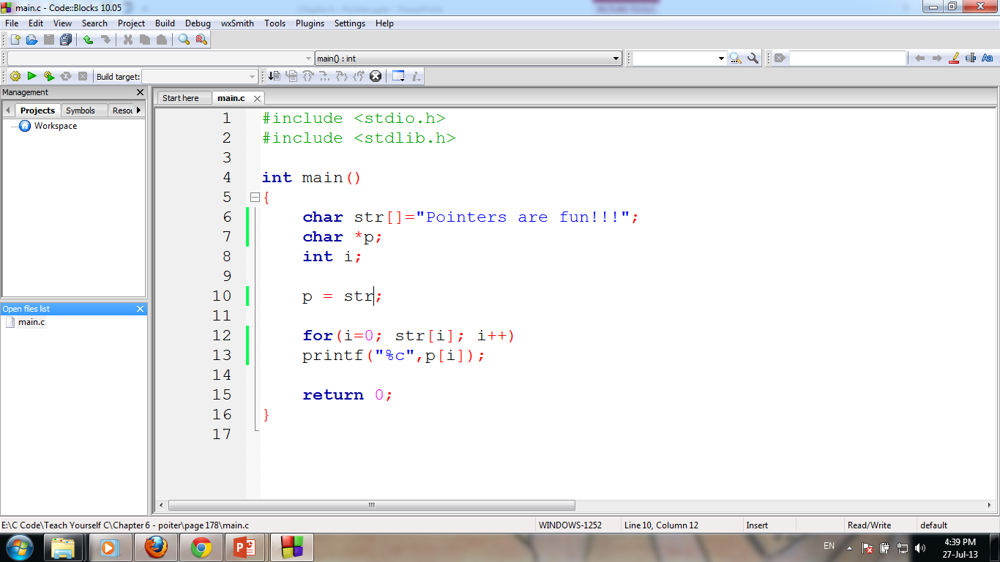 main.c - Code::Blocks 10.05
File Edit View Search Project Build Debug wxSmith Tools Plugins Settings Help
main() : int
Build target:
Management
Projects Symbols Resou
Workspace
Open files list
main.c
Start here main.c
1 #include <stdio.h>
2 #include <stdlib.h>
3
4 int main()
5 {
6 char str[]="Pointers are fun!!!";
7 char *p;
8 int i;
9
10 p = str;
11
12 for(i=0; str[i]; i++)
13 printf("%c",p[i]);
14
15 return 0;
16 }
17
E:\C Code\Teach Yourself C\Chapter 6 - poiter\page 178\main.c WINDOWS-1252 Line 10, Column 12 Insert Read/Write default
EN 4:39 PM
27-Jul-13